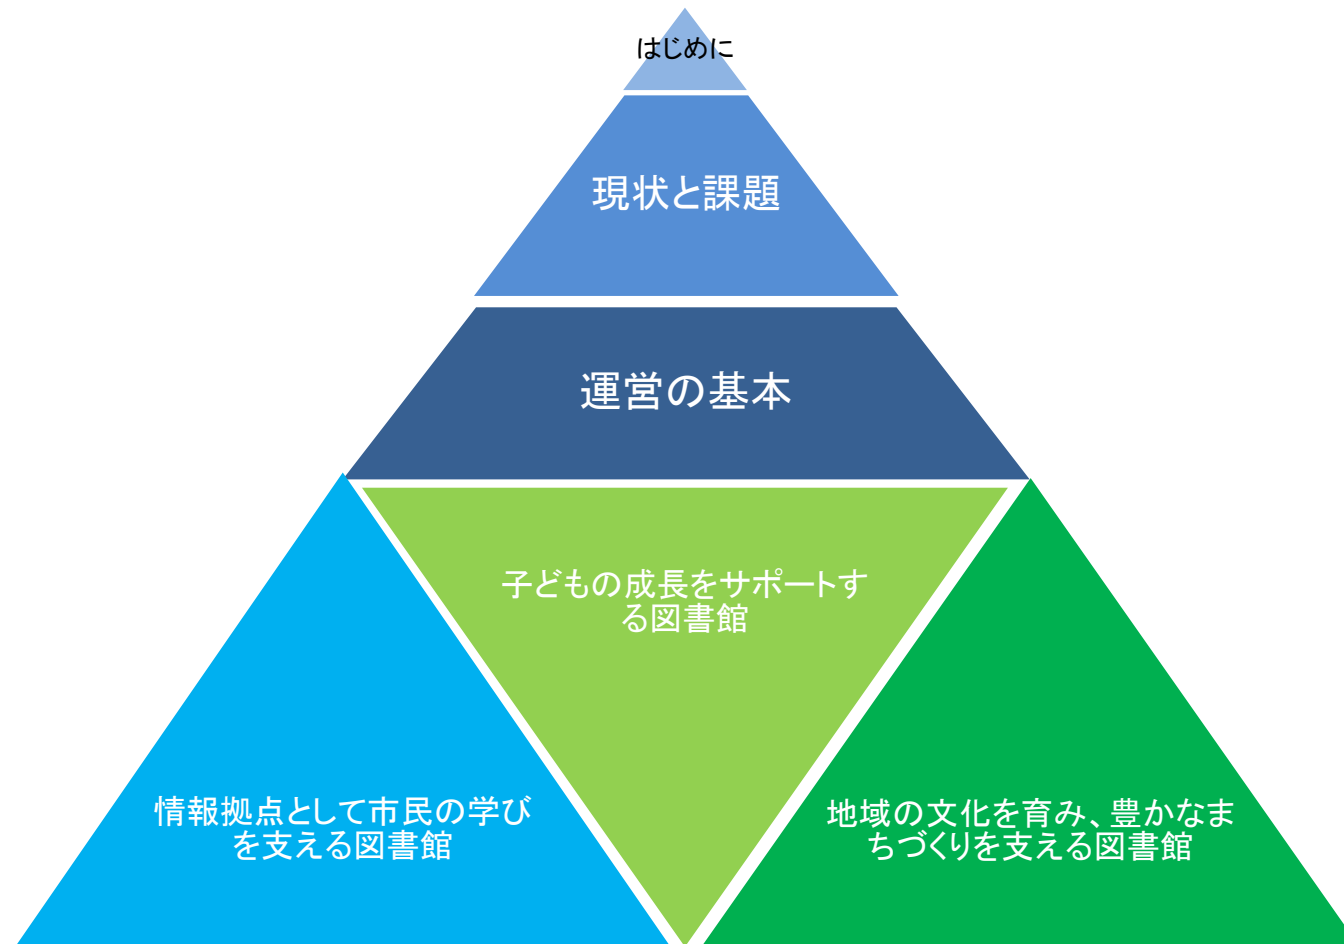 はじめに
現状と課題
運営の基本
子どもの成長をサポートす
る図書館
情報拠点として市民の学び
を支える図書館
地域の文化を育み、豊かなま
ちづくりを支える図書館